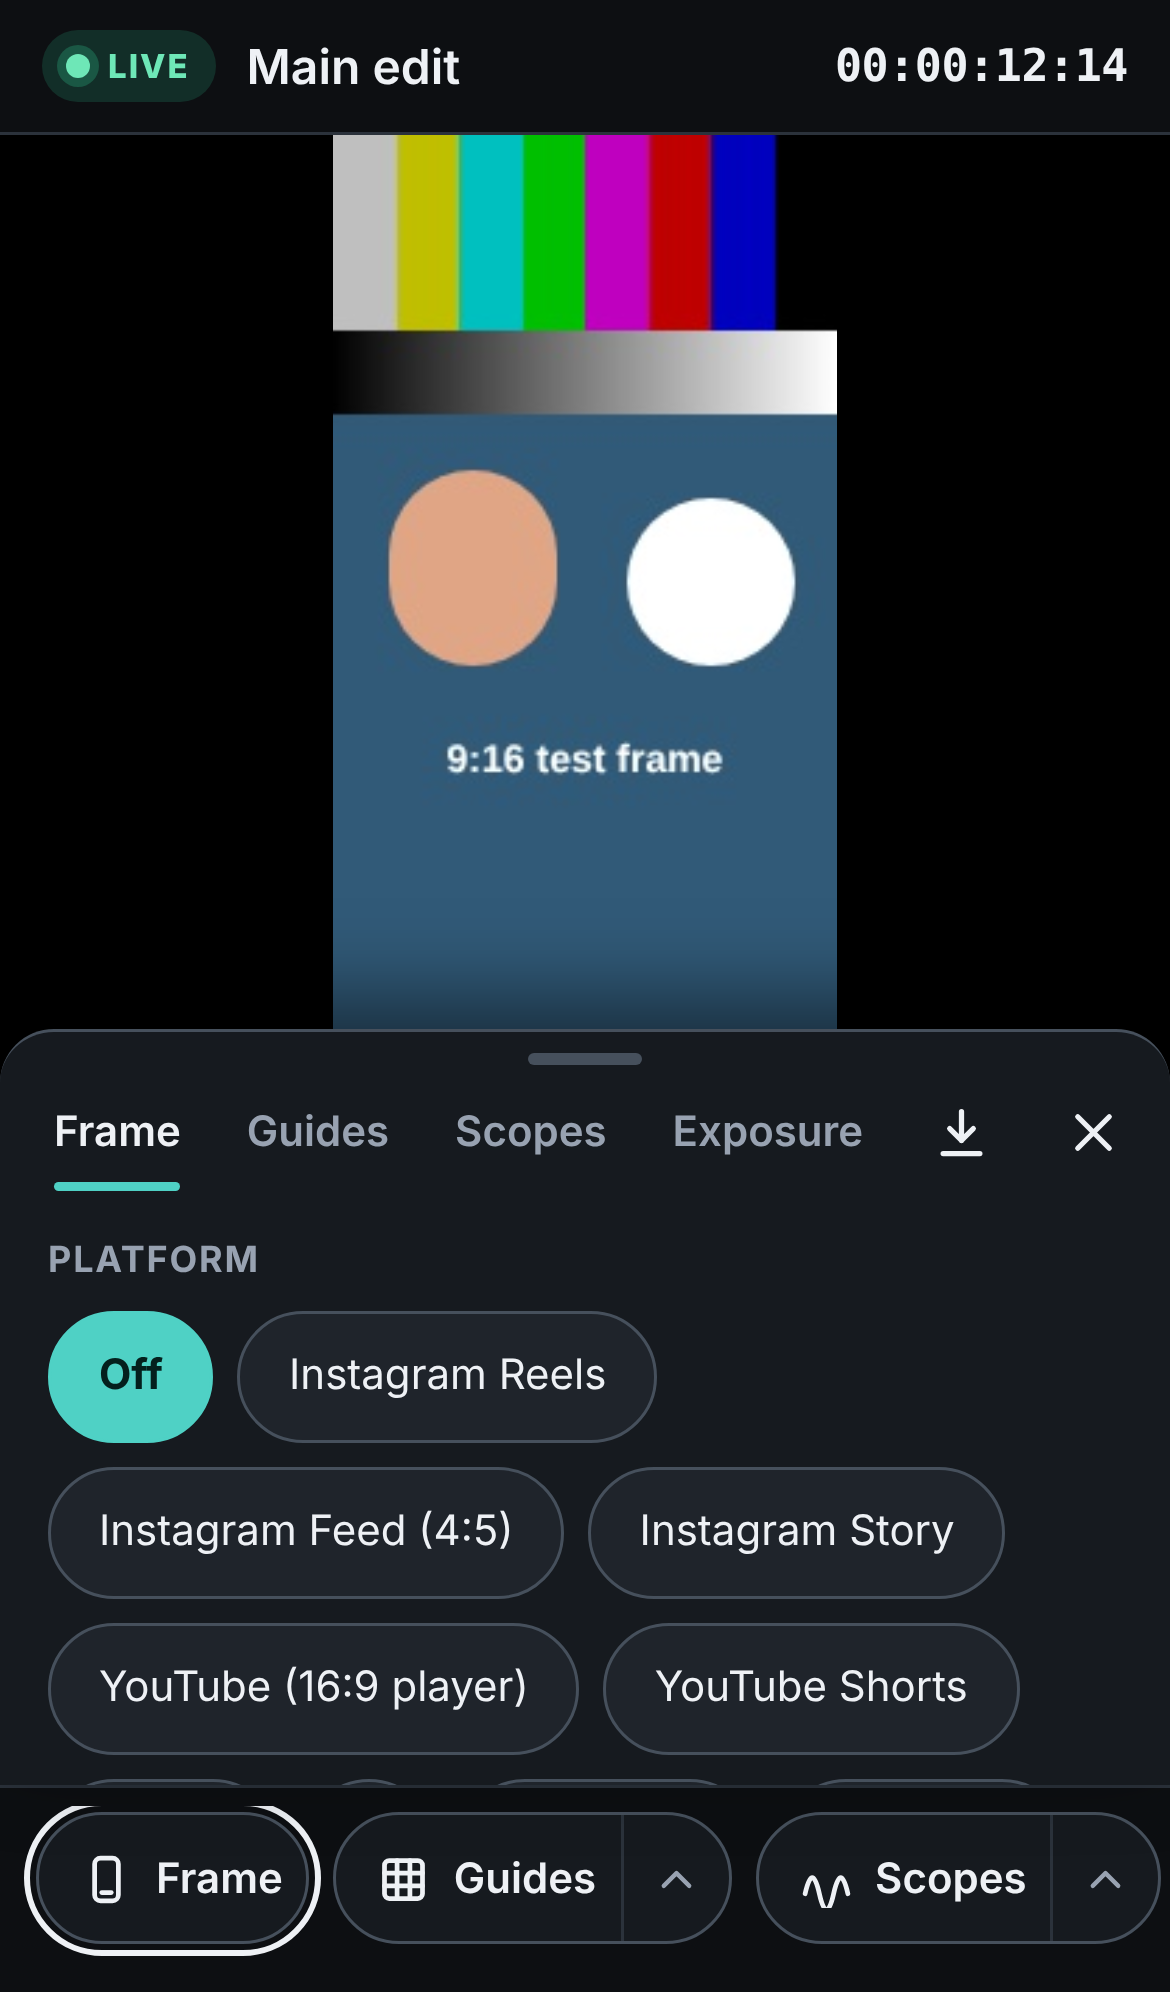 LIVE Main edit 00:00:12:14
9:16 test frame
Frame Guides Scopes Exposure
PLATFORM
Off Instagram Reels
Instagram Feed (4:5) Instagram Story
YouTube (16:9 player) YouTube Shorts
Frame Guides Scopes